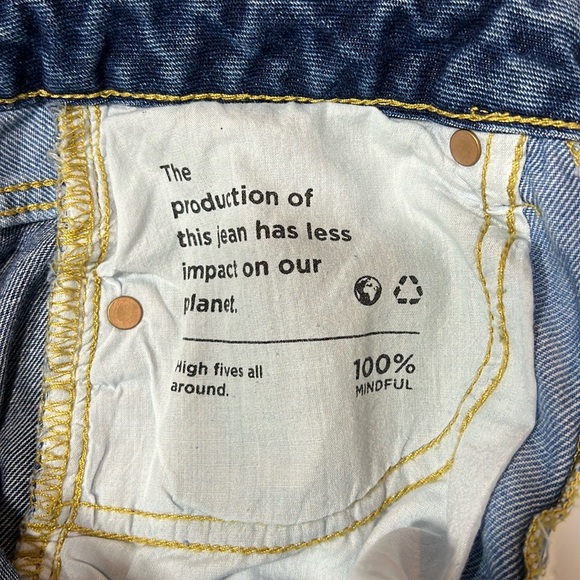 The
production of
this jean has less
impact on our
planet.
High fives all
around.
100%
MINDFUL